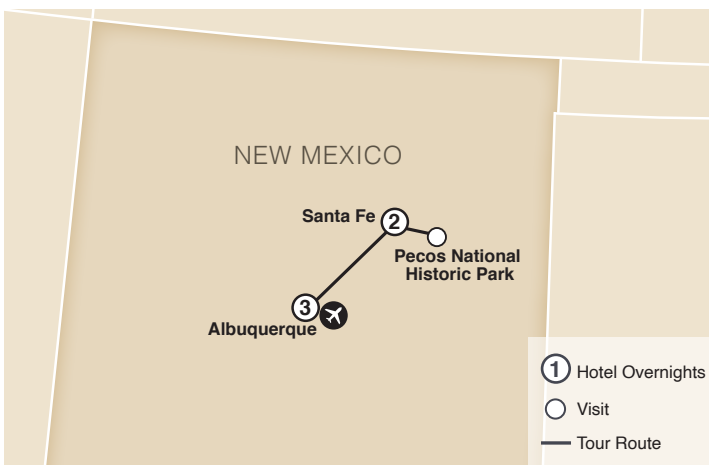 NEW MEXICO
Santa Fe
2
Pecos National
Historic Park
3
Albuquerque
1 Hotel Overnights
Visit
Tour Route